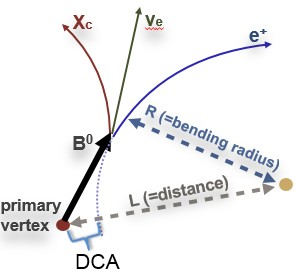 Xc
νe
e⁺
B⁰
R (=bending radius)
L (=distance)
primary
vertex
DCA